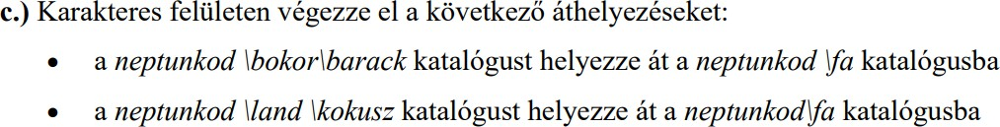 c.) Karakteres felületen végezze el a következő áthelyezéseket:
• a neptunkod \bokor\barack katalógust helyezze át a neptunkod \fa katalógusba
• a neptunkod \land \kokusz katalógust helyezze át a neptunkod\fa katalógusba